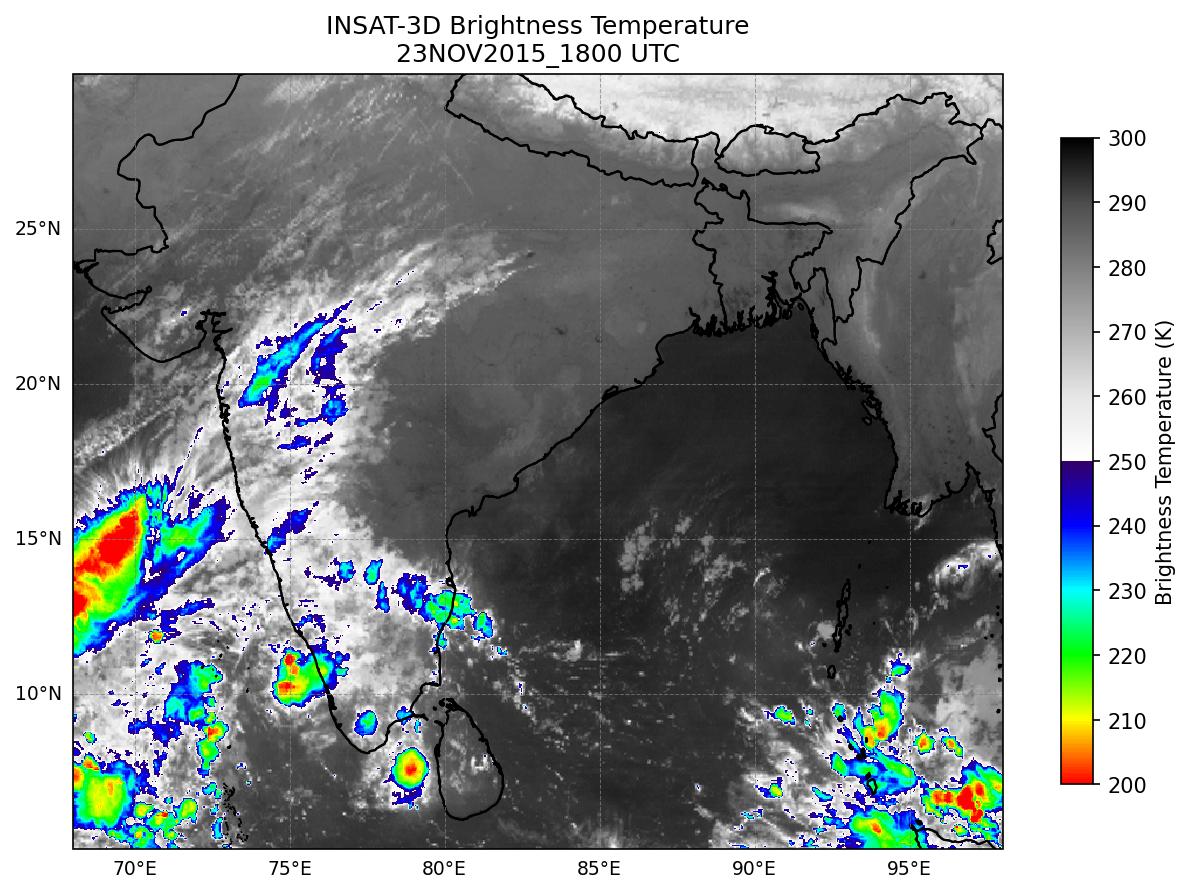 INSAT-3D Brightness Temperature
23NOV2015_1800 UTC
25°N
20°N
15°N
10°N
70°E
75°E
80°E
85°E
90°E
95°E
300
290
280
270
260
250
240
230
220
210
200
Brightness Temperature (K)